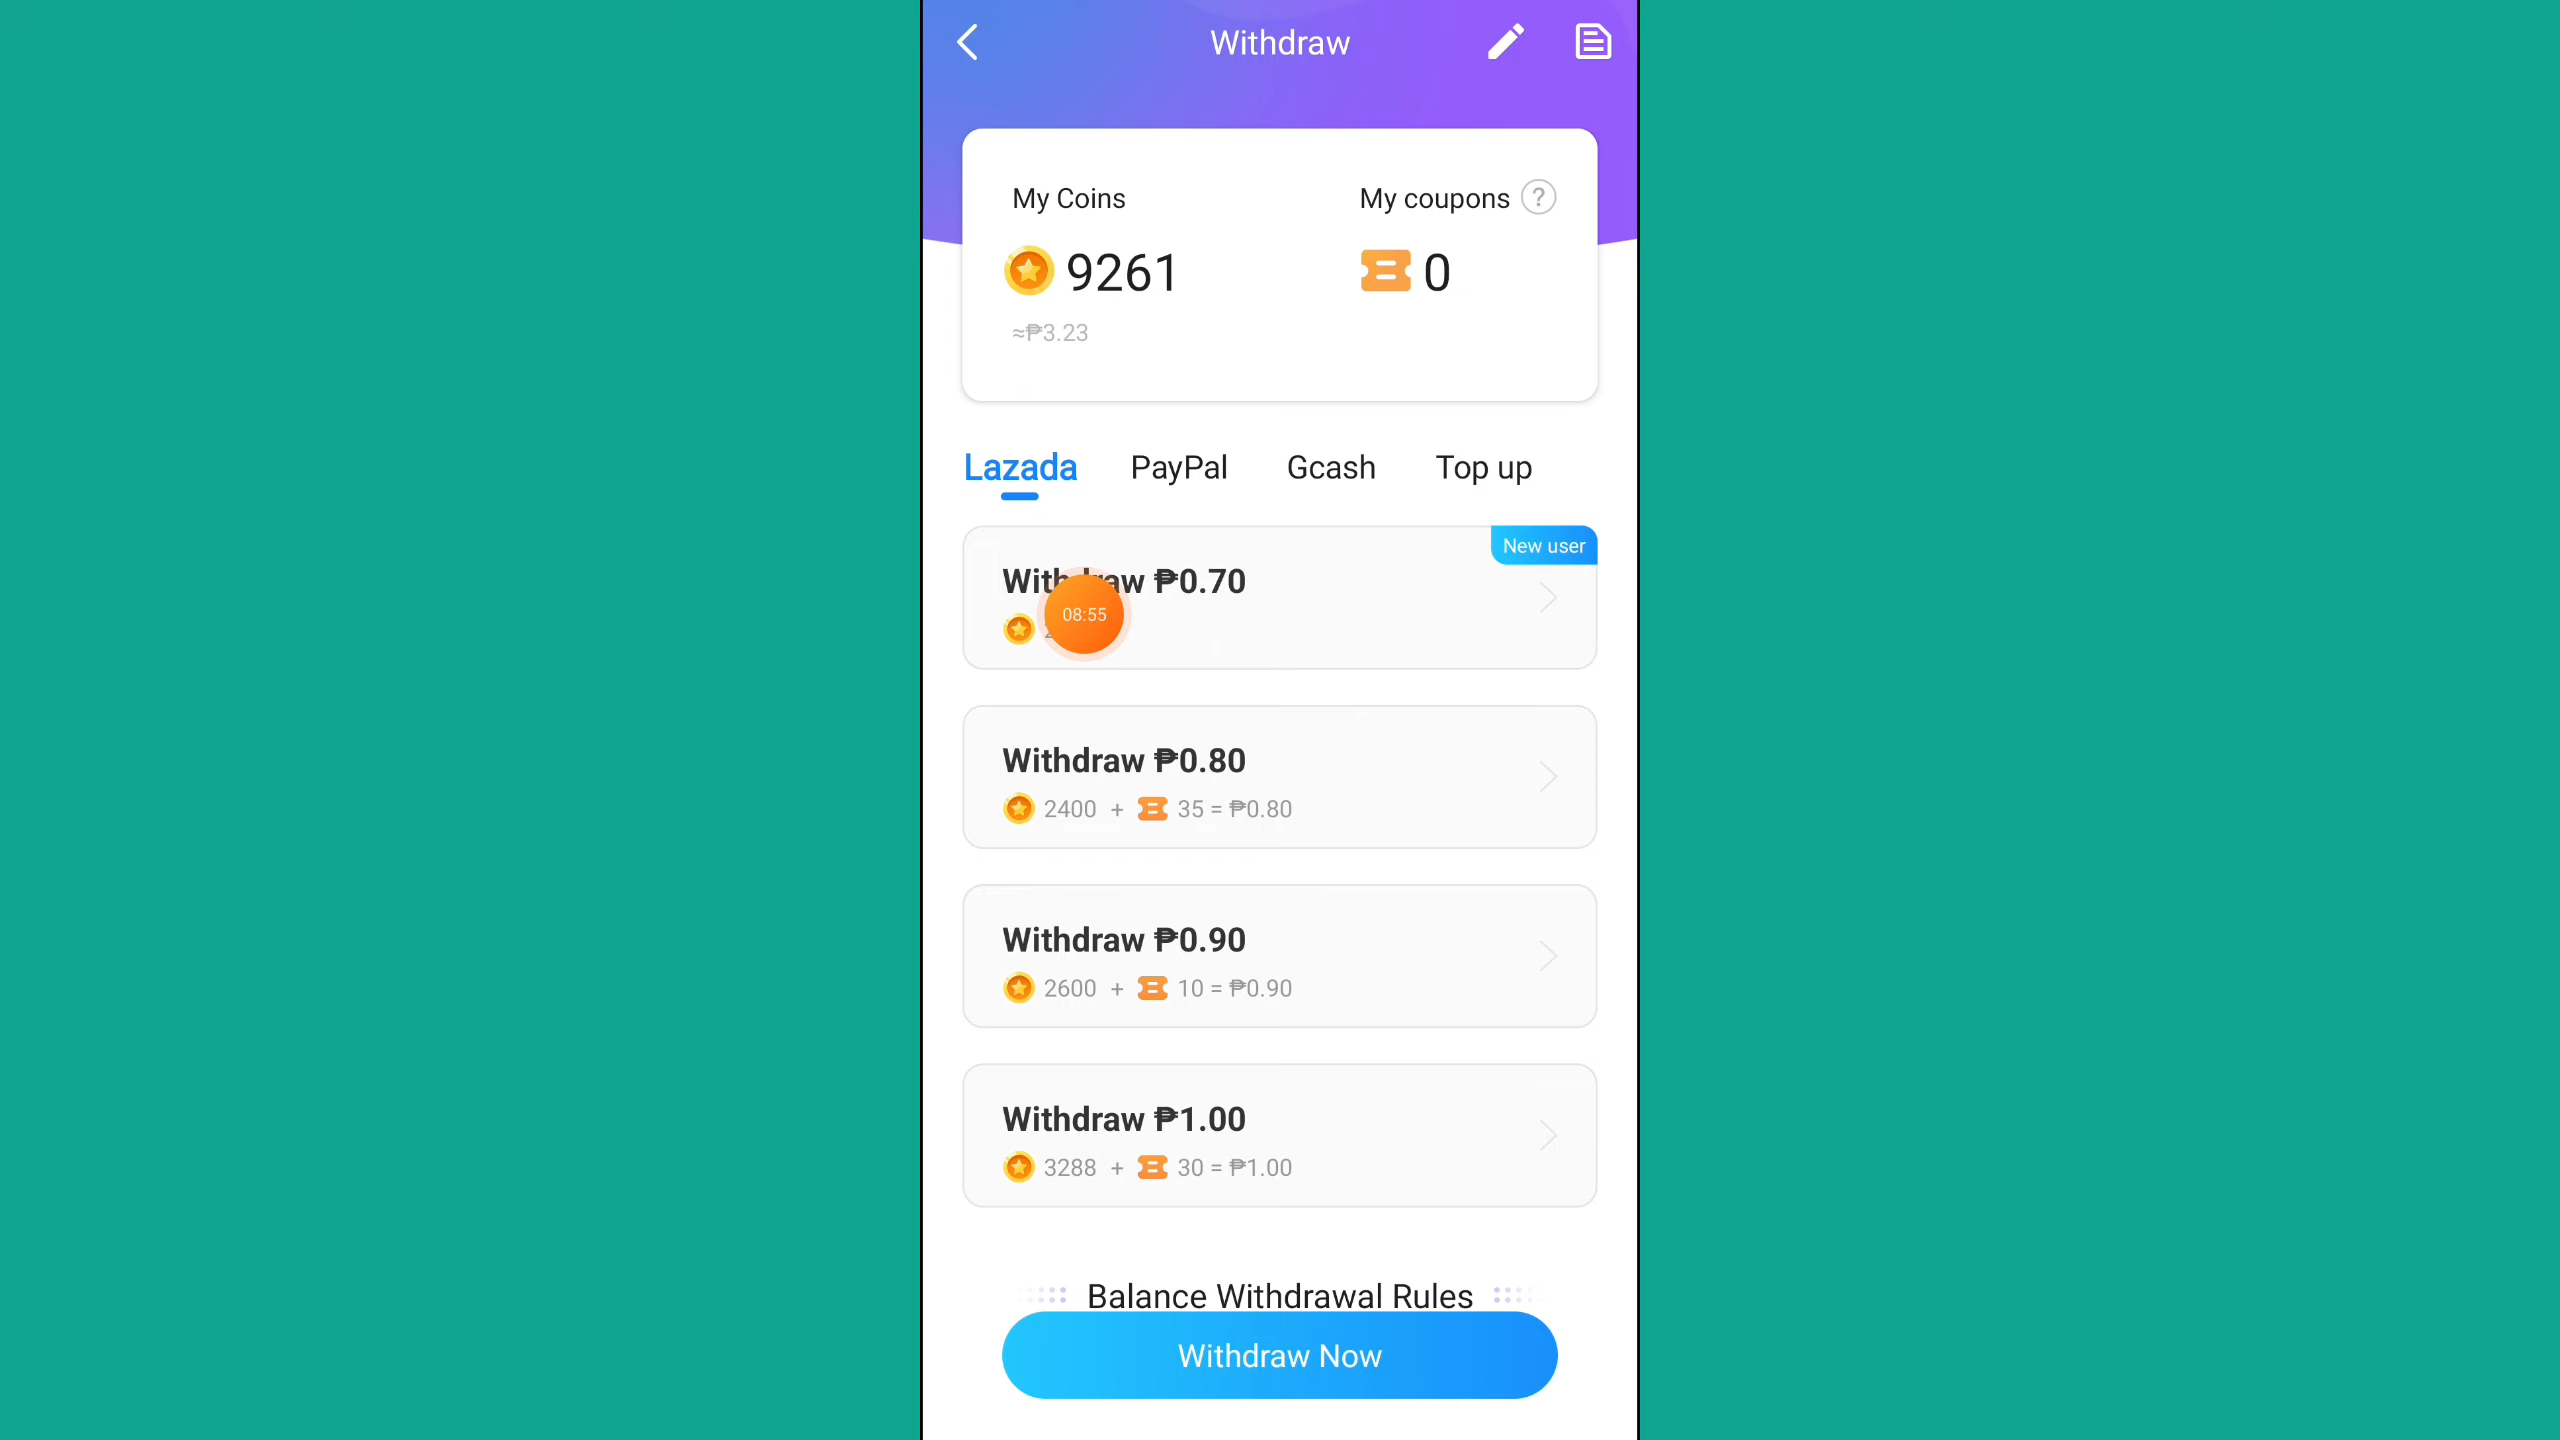 Withdraw
My Coins
My coupons ?
9261
0
≈₱3.23
Lazada PayPal Gcash Top up
New user
Withdraw ₱0.70
08:55
Withdraw ₱0.80
2400 + 35 = ₱0.80
Withdraw ₱0.90
2600 + 10 = ₱0.90
Withdraw ₱1.00
3288 + 30 = ₱1.00
Balance Withdrawal Rules
Withdraw Now